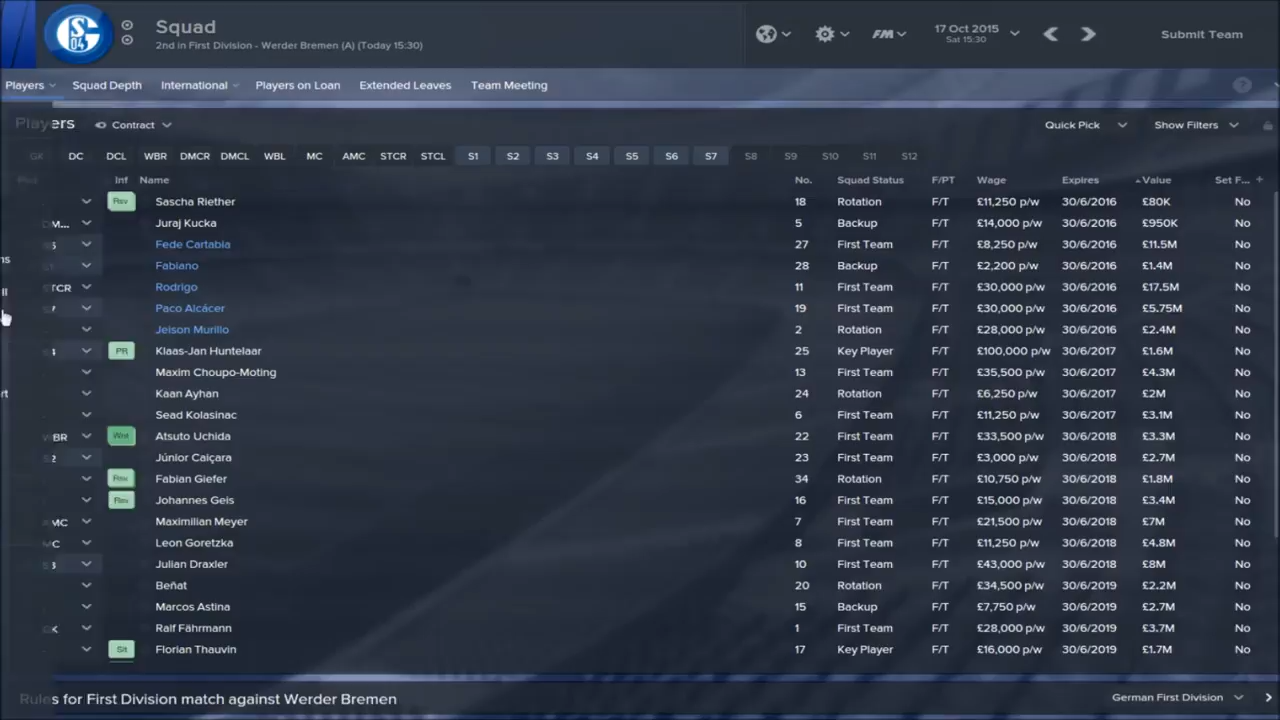 Squad
2nd in First Division - Werder Bremen (A) (Today 15:30)
FM
17 Oct 2015
Sat 15:30
Submit Team
S 04
Players Squad Depth International Players on Loan Extended Leaves Team Meeting
Players Contract Quick Pick Show Filters
GK DC DCL WBR DMCR DMCL WBL MC AMC STCR STCL S1 S2 S3 S4 S5 S6 S7 S8 S9 S10 S11 S12
Inf Name No. Squad Status F/PT Wage Expires Value Set F...
Rsv Sascha Riether 18 Rotation F/T £11,250 p/w 30/6/2016 £80K No
DM... Juraj Kucka 5 Backup F/T £14,000 p/w 30/6/2016 £950K No
Fede Cartabia 27 First Team F/T £8,250 p/w 30/6/2016 £11.5M No
Fabiano 28 Backup F/T £2,200 p/w 30/6/2016 £1.4M No
TCR Rodrigo 11 First Team F/T £30,000 p/w 30/6/2016 £17.5M No
Paco Alcácer 19 First Team F/T £30,000 p/w 30/6/2016 £5.75M No
Jeison Murillo 2 Rotation F/T £28,000 p/w 30/6/2016 £2.4M No
PR Klaas-Jan Huntelaar 25 Key Player F/T £100,000 p/w 30/6/2017 £1.6M No
Maxim Choupo-Moting 13 First Team F/T £35,500 p/w 30/6/2017 £4.3M No
Kaan Ayhan 24 Rotation F/T £6,250 p/w 30/6/2017 £2M No
Sead Kolasinac 6 First Team F/T £11,250 p/w 30/6/2017 £3.1M No
WBR Wnt Atsuto Uchida 22 First Team F/T £33,500 p/w 30/6/2018 £3.3M No
Júnior Caiçara 23 First Team F/T £3,000 p/w 30/6/2018 £2.7M No
Rsv Fabian Giefer 34 Rotation F/T £10,750 p/w 30/6/2018 £1.8M No
Rsv Johannes Geis 16 First Team F/T £15,000 p/w 30/6/2018 £3.4M No
AMC Maximilian Meyer 7 First Team F/T £21,500 p/w 30/6/2018 £7M No
Leon Goretzka 8 First Team F/T £11,250 p/w 30/6/2018 £4.8M No
Julian Draxler 10 First Team F/T £43,000 p/w 30/6/2018 £8M No
Beñat 20 Rotation F/T £34,500 p/w 30/6/2019 £2.2M No
Marcos Astina 15 Backup F/T £7,750 p/w 30/6/2019 £2.7M No
Ralf Fährmann 1 First Team F/T £28,000 p/w 30/6/2019 £3.7M No
Slt Florian Thauvin 17 Key Player F/T £16,000 p/w 30/6/2019 £1.7M No
Rules for First Division match against Werder Bremen German First Division